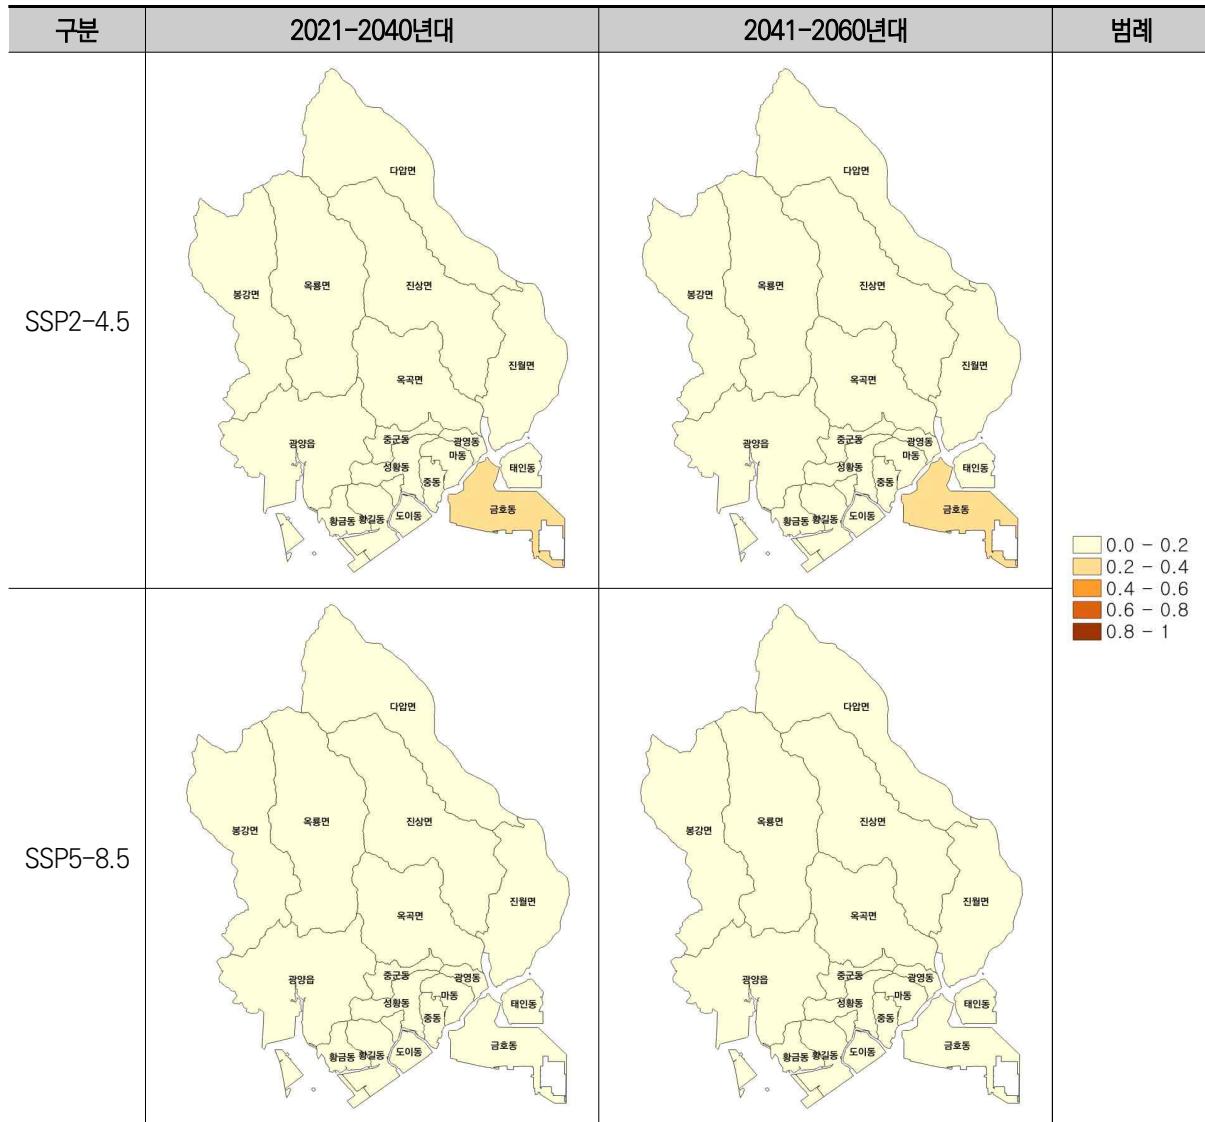 구분
2021-2040년대
2041-2060년대
범례
SSP2-4.5
다압면
봉강면
옥룡면
진상면
진월면
옥곡면
광양읍
중군동
광영동
마동
성황동
태인동
중동
금호동
황금동
황길동
도이동
다압면
봉강면
옥룡면
진상면
진월면
옥곡면
광양읍
중군동
광영동
마동
성황동
태인동
중동
금호동
황금동
황길동
도이동
0.0 - 0.2
0.2 - 0.4
0.4 - 0.6
0.6 - 0.8
0.8 - 1
SSP5-8.5
다압면
봉강면
옥룡면
진상면
진월면
옥곡면
광양읍
중군동
광영동
마동
성황동
태인동
중동
금호동
황금동
황길동
도이동
다압면
봉강면
옥룡면
진상면
진월면
옥곡면
광양읍
중군동
광영동
마동
성황동
태인동
중동
금호동
황금동
황길동
도이동